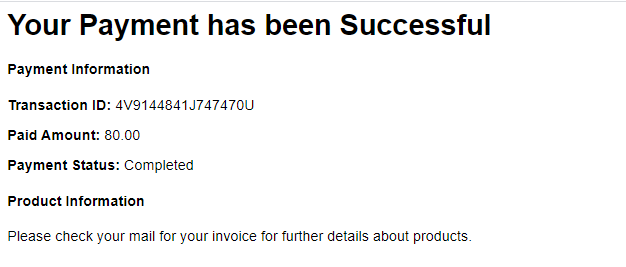 Your Payment has been Successful
Payment Information
Transaction ID: 4V9144841J747470U
Paid Amount: 80.00
Payment Status: Completed
Product Information
Please check your mail for your invoice for further details about products.